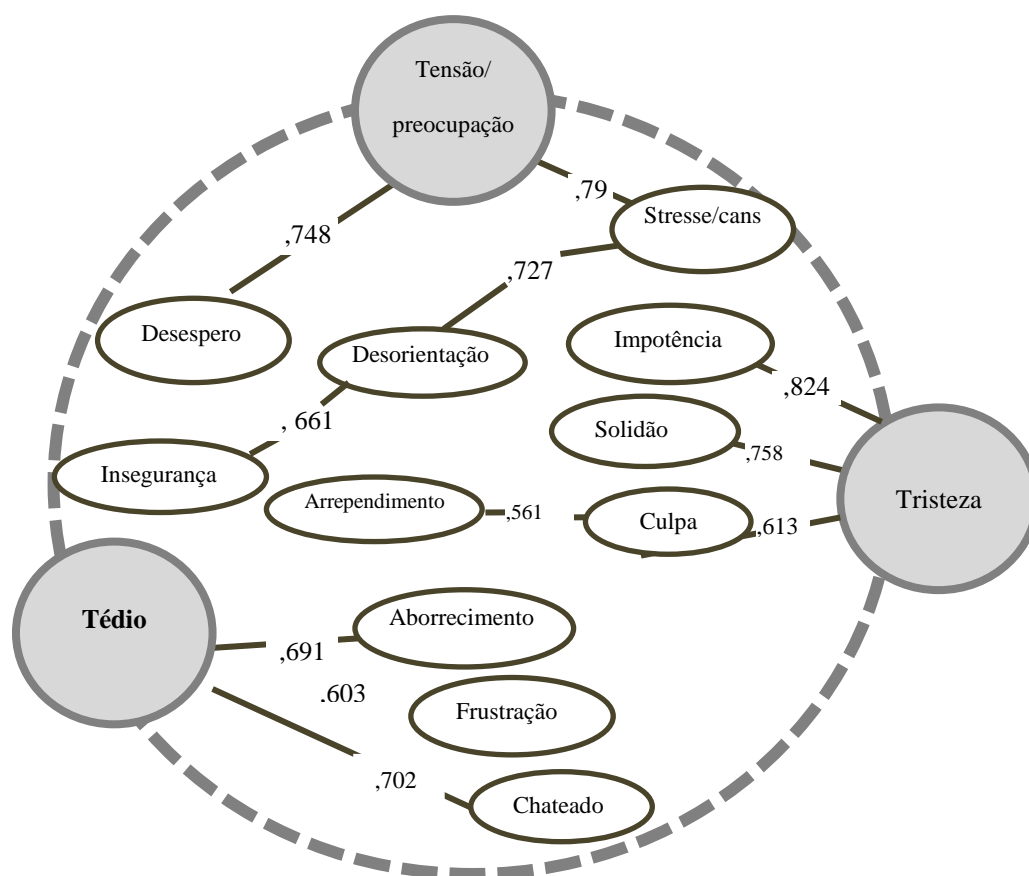 Tensão/
preocupação
,79
Stresse/cans
,748
,727
Desespero
Desorientação
Impotência
,824
, 661
Solidão
,758
Insegurança
Arrependimento
,561
Culpa
,613
Tristeza
Tédio
Aborrecimento
,691
,603
Frustração
,702
Chateado